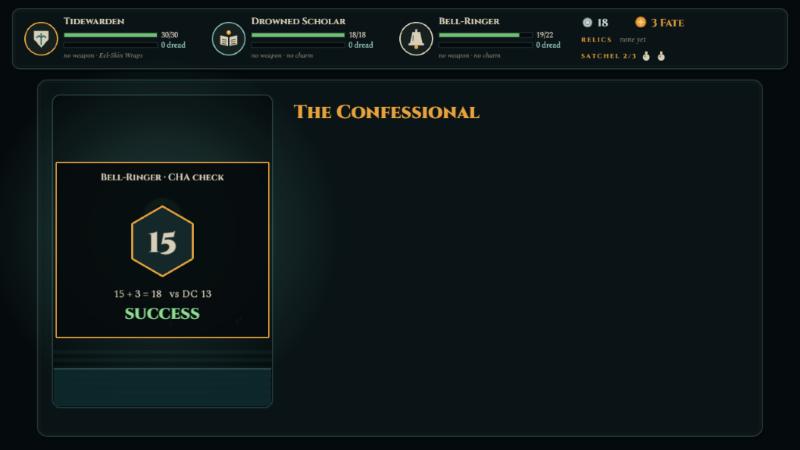 Tidewarden
30/30
0 dread
no weapon · Eel-Skin Wraps
Drowned Scholar
18/18
0 dread
no weapon · no charm
Bell-Ringer
19/22
0 dread
no weapon · no charm
18
3 Fate
RELICS none yet
SATCHEL 2/3
The Confessional
Bell-Ringer · CHA check
15
15 + 3 = 18 vs DC 13
SUCCESS